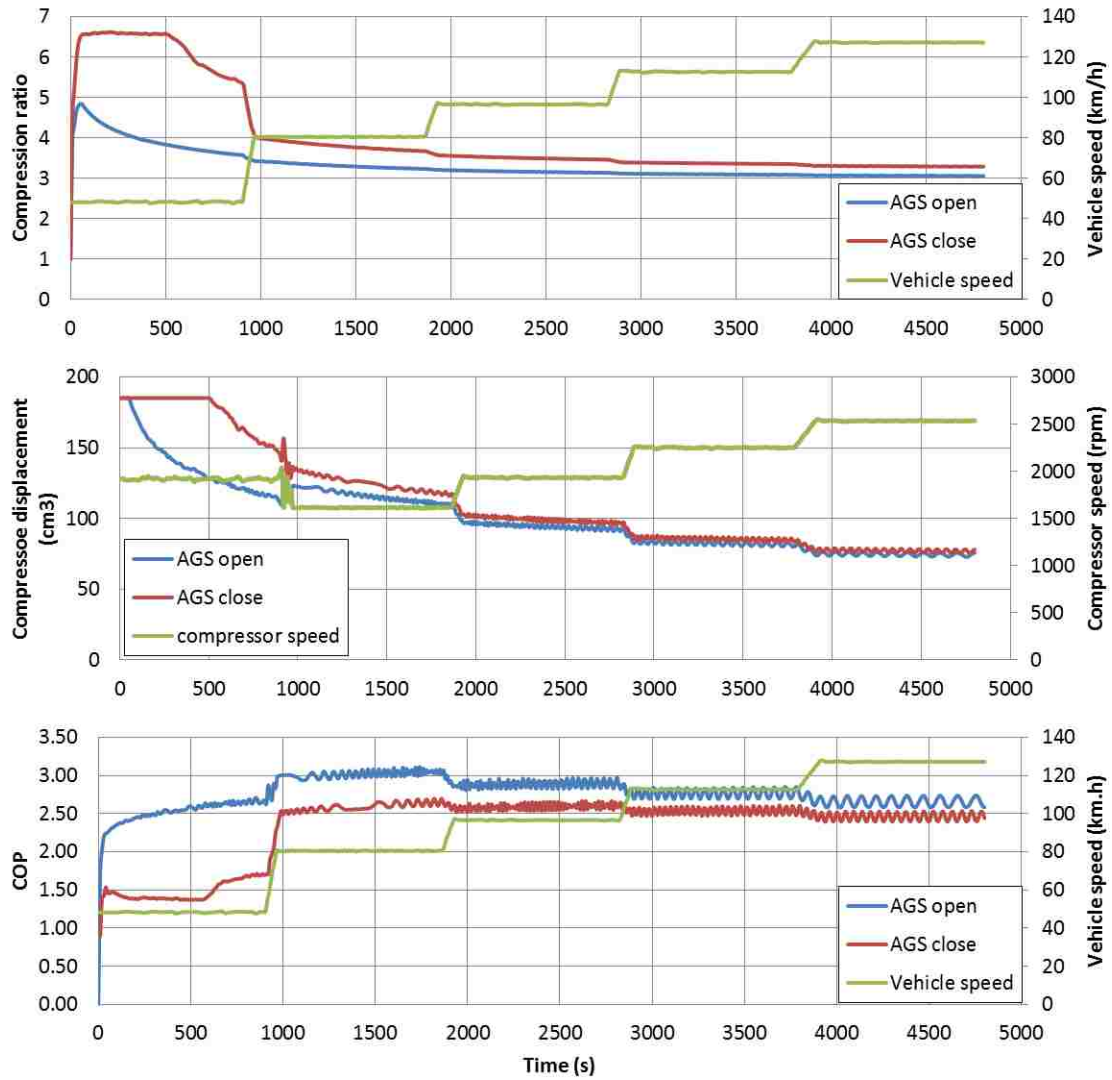 7
6
5
4
3
2
1
0
Compression ratio
140
120
100
80
60
40
20
0
Vehicle speed (km/h)
AGS open
AGS close
Vehicle speed
0 500 1000 1500 2000 2500 3000 3500 4000 4500 5000
200
150
100
50
0
Compressoe displacement
(cm3)
3000
2500
2000
1500
1000
500
0
Compressor speed (rpm)
AGS open
AGS close
compressor speed
0 500 1000 1500 2000 2500 3000 3500 4000 4500 5000
3.50
3.00
2.50
2.00
1.50
1.00
0.50
0.00
COP
140
120
100
80
60
40
20
0
Vehicle speed (km.h)
AGS open
AGS close
Vehicle speed
0 500 1000 1500 2000 2500 3000 3500 4000 4500 5000
Time (s)